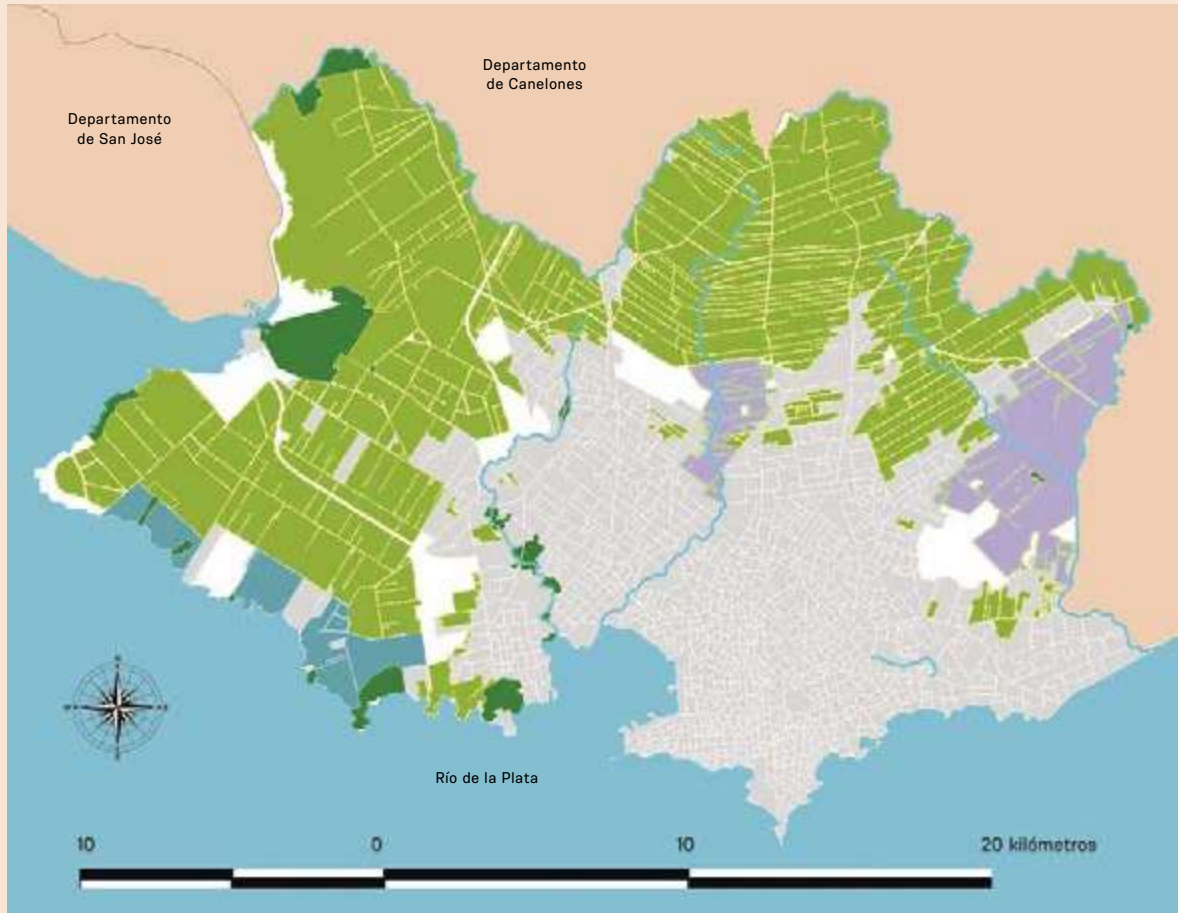 Departamento
de Canelones
Departamento
de San José
Río de la Plata
10 0 10 20 kilómetros